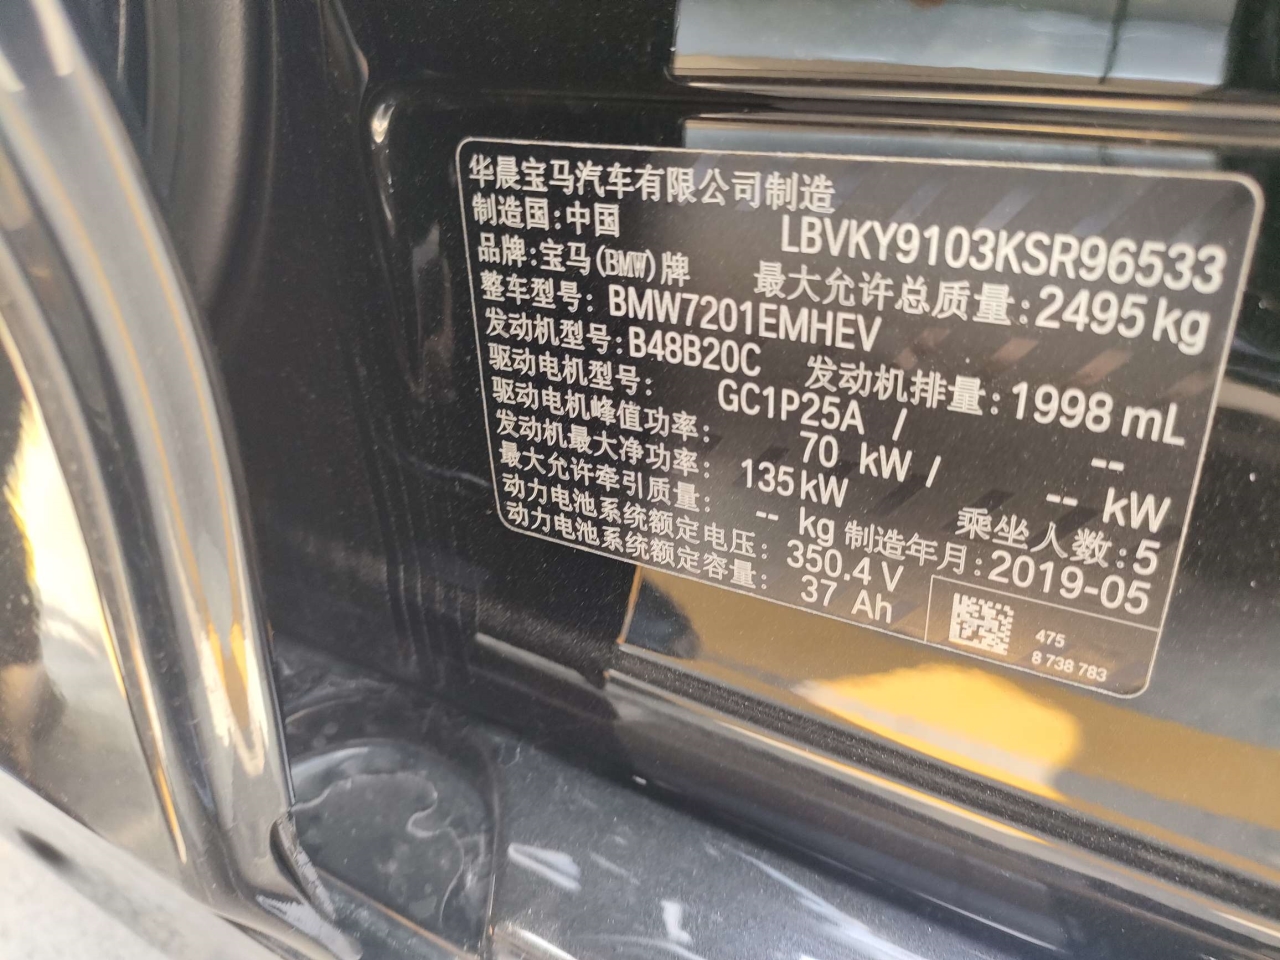 华晨宝马汽车有限公司制造
制造国:中国 LBVKY9103KSR96533
品牌:宝马(BMW)牌 最大允许总质量:2495kg
整车型号: BMW7201EMHEV
发动机型号:B48B20C 发动机排量:1998 mL
驱动电机型号: GC1P25A / --
驱动电机峰值功率: 70 kW / -- kW
发动机最大净功率: 135kW 乘坐人数:5
最大允许牵引质量: -- kg 制造年月:2019-05
动力电池系统额定电压: 350.4 V
动力电池系统额定容量: 37 Ah
475
8 738 783